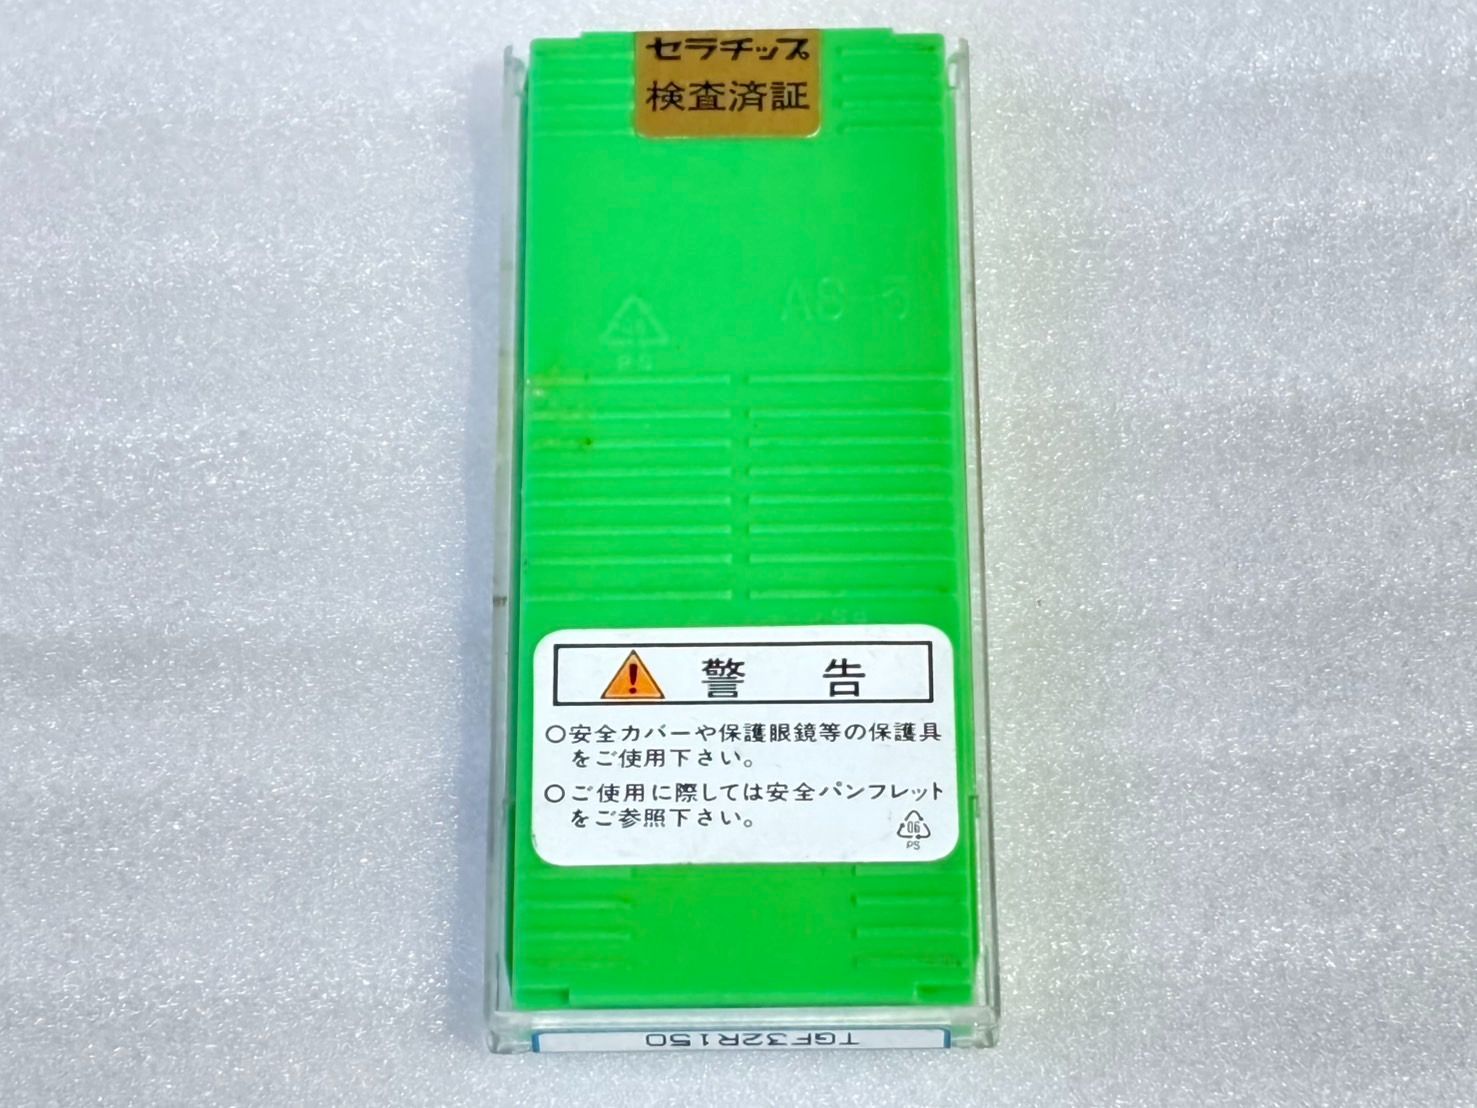 セラチップ
検査済証
PS
警告
○安全カバーや保護眼鏡等の保護具
をご使用下さい。
○ご使用に際しては安全パンフレット
をご参照下さい。
06
PS
TGF32R150